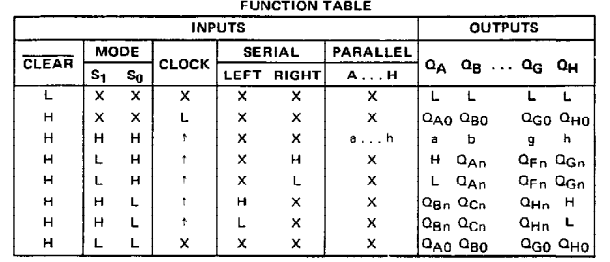 FUNCTION TABLE
INPUTS OUTPUTS
CLEAR MODE CLOCK SERIAL PARALLEL QA QB ... QG QH
S1 S0 LEFT RIGHT A...H
L X X X X X X L L L L
H X X L X X X QA0 QB0 QG0 QH0
H H H ↑ X X a...h a b g h
H L H ↑ X H X H QAn QFn QGn
H L H ↑ X L X L QAn QFn QGn
H H L ↑ H X X QBn QCn QHn H
H H L ↑ L X X QBn QCn QHn L
H L L X X X X QA0 QB0 QG0 QH0